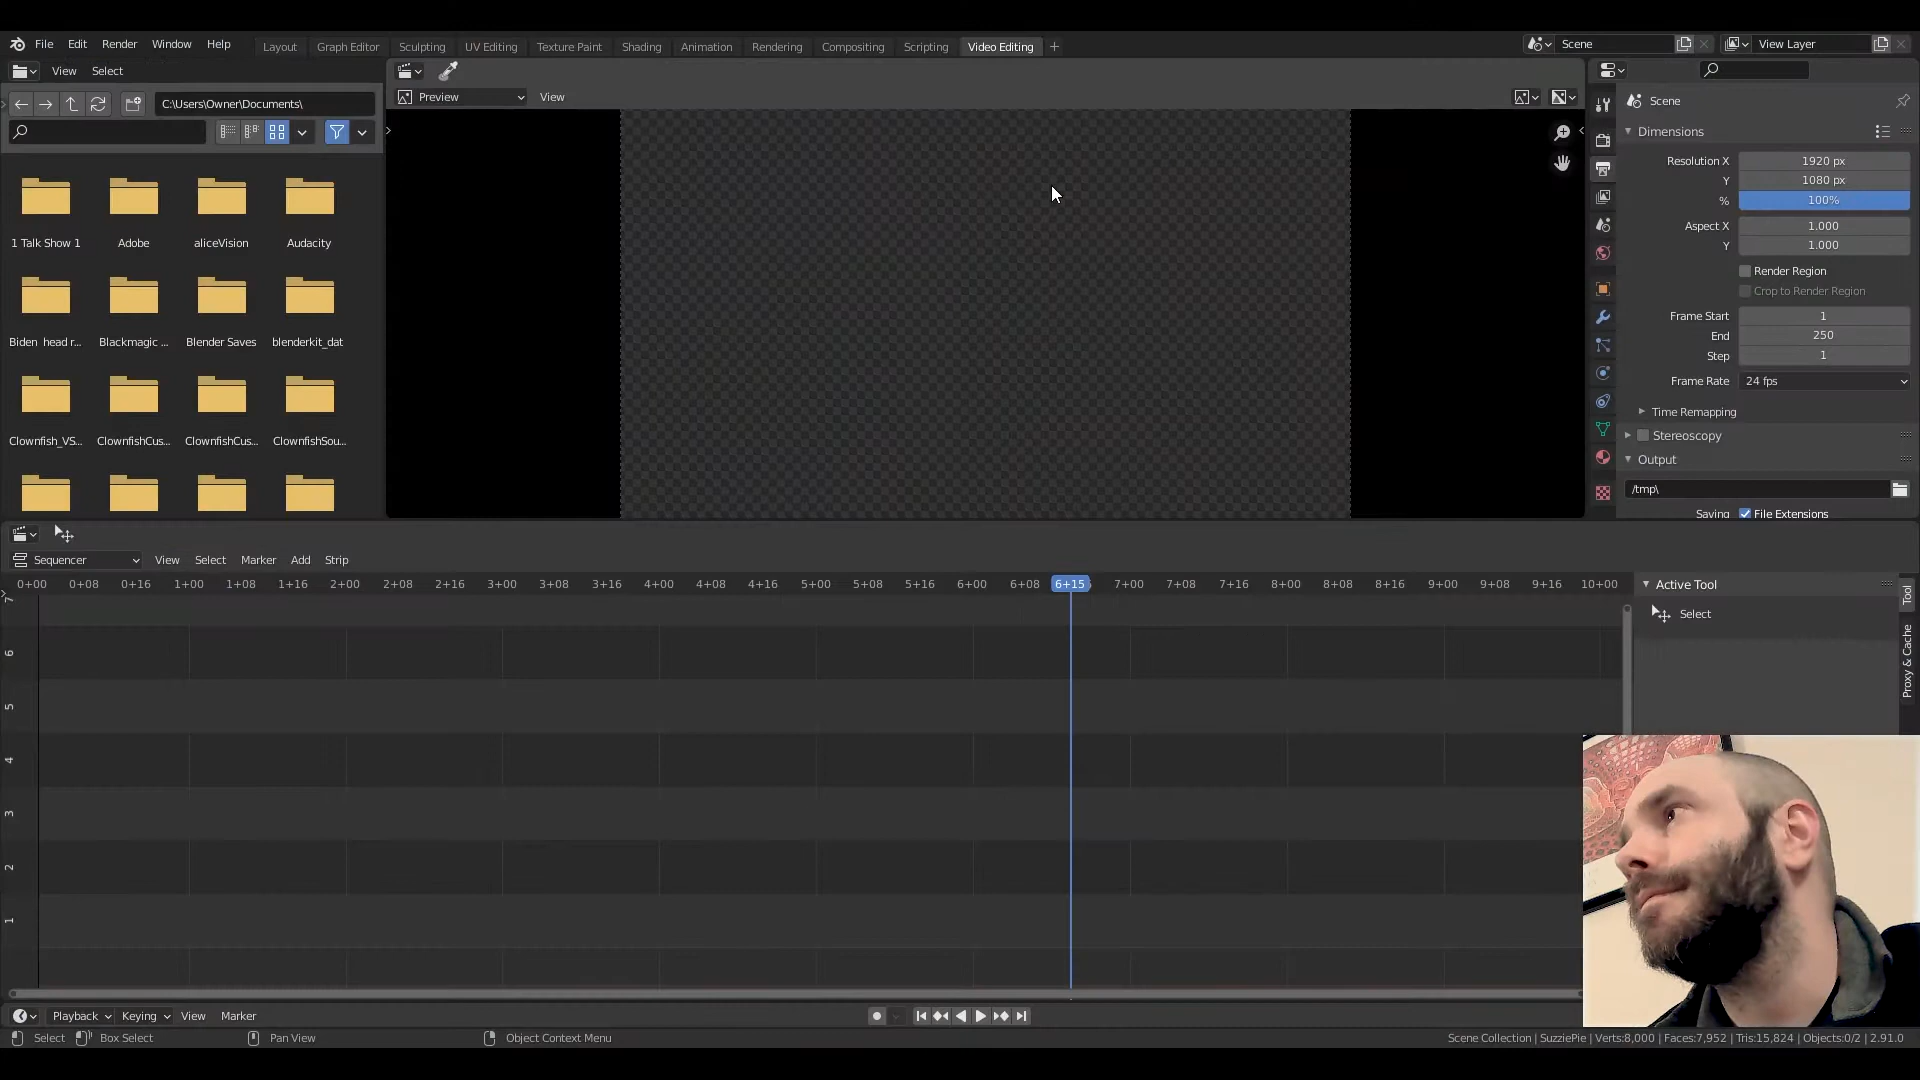 File Edit Render Window Help Layout Graph Editor Sculpting UV Editing Texture Paint Shading Animation Rendering Compositing Scripting Video Editing Scene View Layer
View Select
C:\Users\Owner\Documents\
Preview View
Scene
Dimensions
Resolution X 1920 px
Y 1080 px
% 100%
Aspect X 1.000
Y 1.000
Render Region
Crop to Render Region
Frame Start 1
End 250
Step 1
Frame Rate 24 fps
Time Remapping
Stereoscopy
Output
/tmp\
Saving File Extensions
1 Talk Show 1 Adobe aliceVision Audacity
Biden head r... Blackmagic ... Blender Saves blenderkit_dat
Clownfish_VS... ClownfishCus... ClownfishCus... ClownfishSou...
Sequencer View Select Marker Add Strip
0+00 0+08 0+16 1+00 1+08 1+16 2+00 2+08 2+16 3+00 3+08 3+16 4+00 4+08 4+16 5+00 5+08 5+16 6+00 6+08 6+15 7+00 7+08 7+16 8+00 8+08 8+16 9+00 9+08 9+16 10+00
7
6
5
4
3
2
1
Active Tool
Select
Tool
Proxy & Cache
Playback Keying View Marker
Select Box Select Pan View Object Context Menu
Scene Collection | SuzziePie | Verts:8,000 | Faces:7,952 | Tris:15,824 | Objects:0/2 | 2.91.0